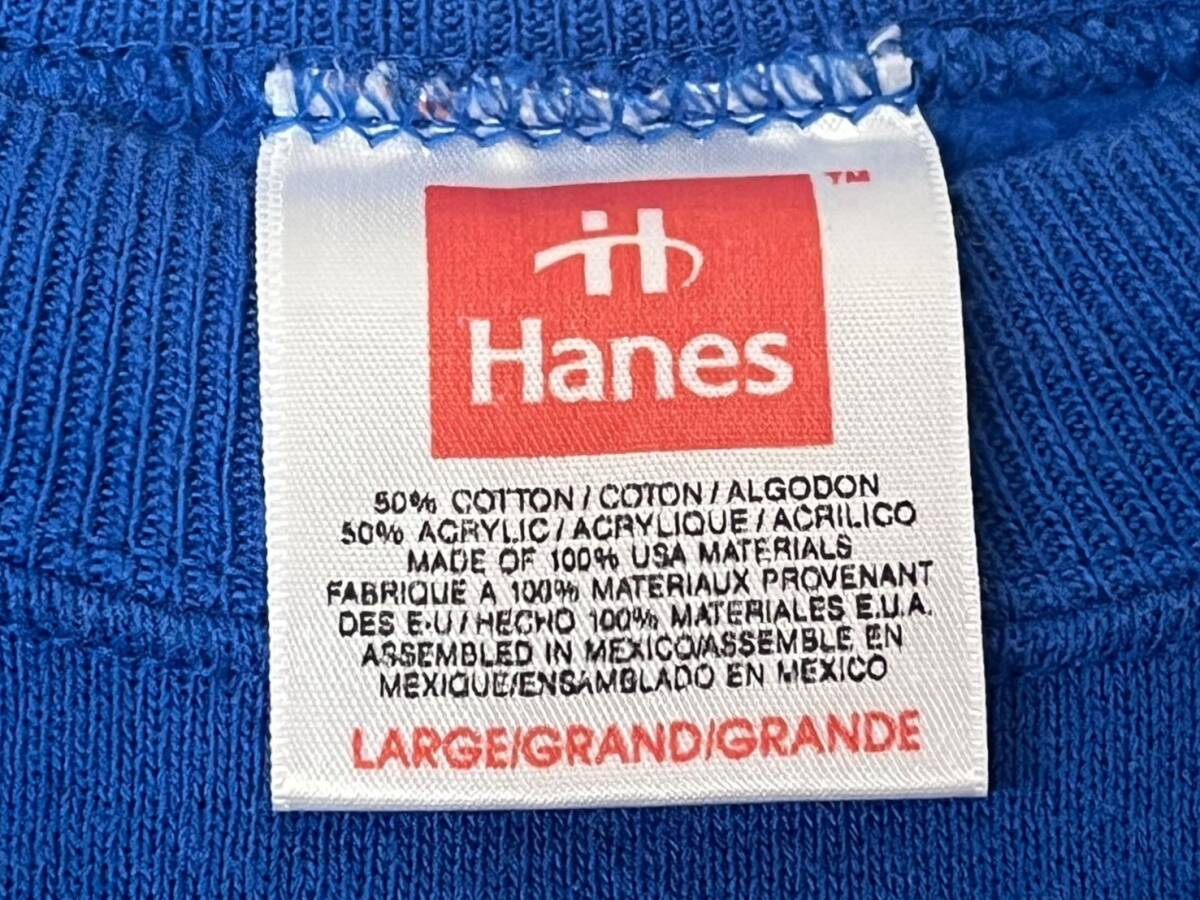 TM
Hanes
50% COTTON / COTON / ALGODON
50% ACRYLIC / ACRYLIQUE / ACRILICO
MADE OF 100% USA MATERIALS
FABRIQUE A 100% MATERIAUX PROVENANT
DES E-U / HECHO 100% MATERIALES E.U.A.
ASSEMBLED IN MEXICO/ASSEMBLE EN
MEXIQUE/ENSAMBLADO EN MEXICO
LARGE/GRAND/GRANDE